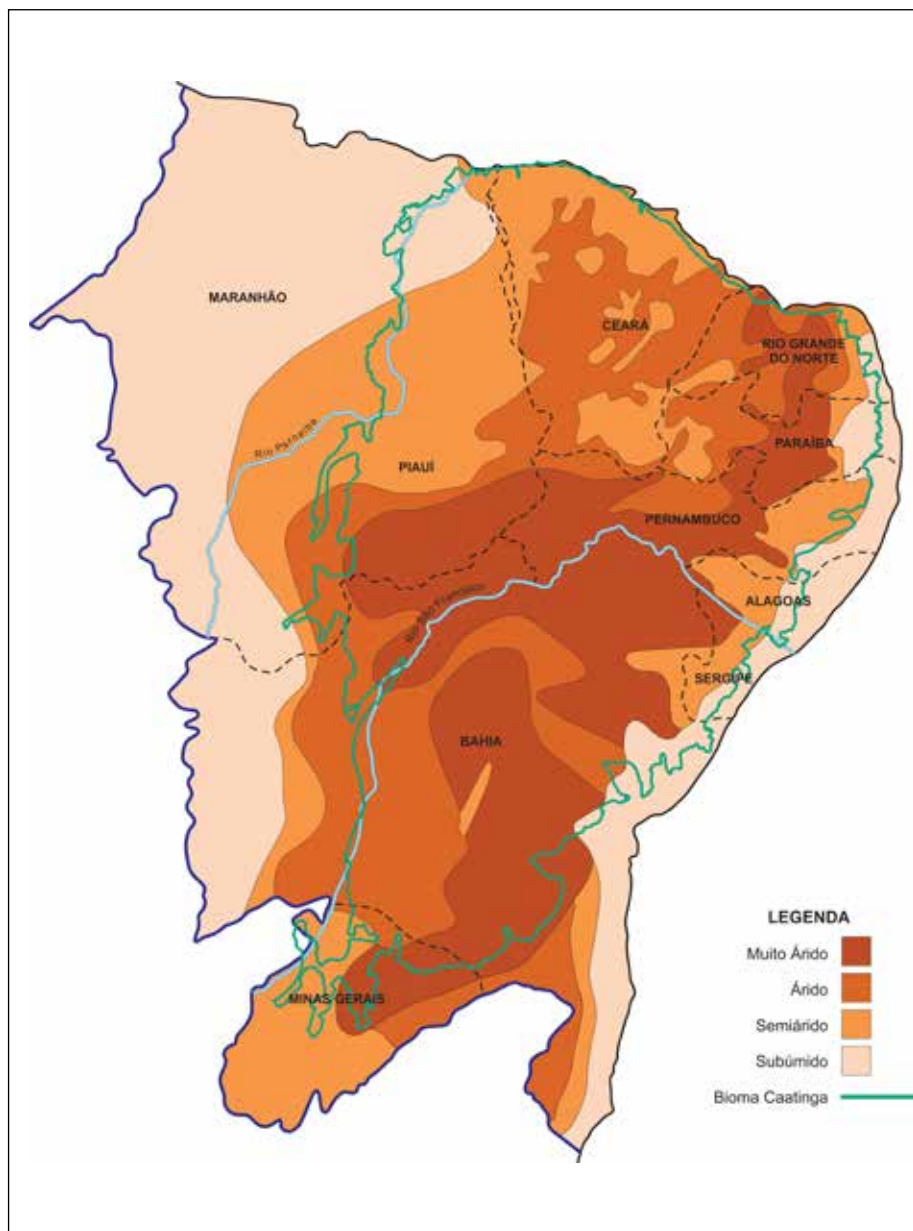 MARANHÃO
CEARÁ
RIO GRANDE
DO NORTE
Rio Parnaíba
PIAUÍ
PARAÍBA
PERNAMBUCO
Rio São Francisco
ALAGOAS
SERGIPE
BAHIA
MINAS GERAIS
LEGENDA
Muito Árido
Árido
Semiárido
Subúmido
Bioma Caatinga